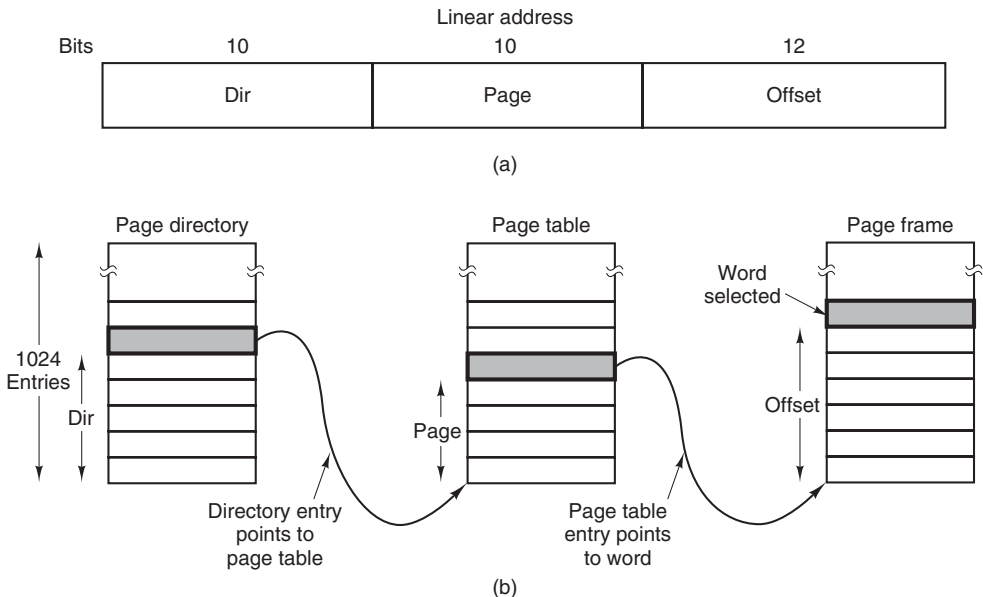 Linear address
Bits 10 10 12
Dir Page Offset
(a)
Page directory Page table Page frame
Word
selected
1024
Entries
Dir
Page
Offset
Directory entry
points to
page table
Page table
entry points
to word
(b)